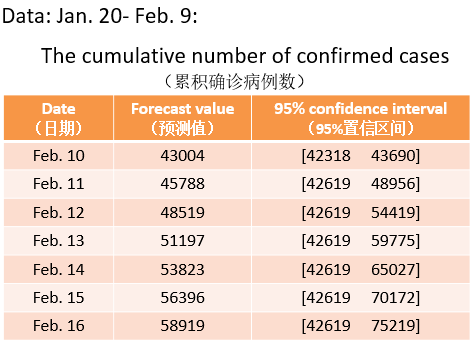 Data: Jan. 20- Feb. 9:
The cumulative number of confirmed cases
（累积确诊病例数）
Date Forecast value 95% confidence interval
（日期） （预测值） （95%置信区间）
Feb. 10 43004 [42318 43690]
Feb. 11 45788 [42619 48956]
Feb. 12 48519 [42619 54419]
Feb. 13 51197 [42619 59775]
Feb. 14 53823 [42619 65027]
Feb. 15 56396 [42619 70172]
Feb. 16 58919 [42619 75219]